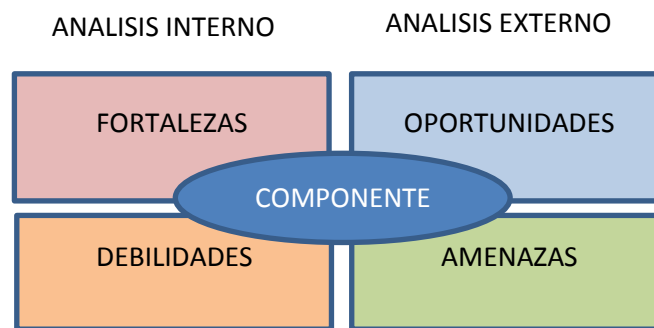 ANALISIS INTERNO
ANALISIS EXTERNO
FORTALEZAS
OPORTUNIDADES
COMPONENTE
DEBILIDADES
AMENAZAS